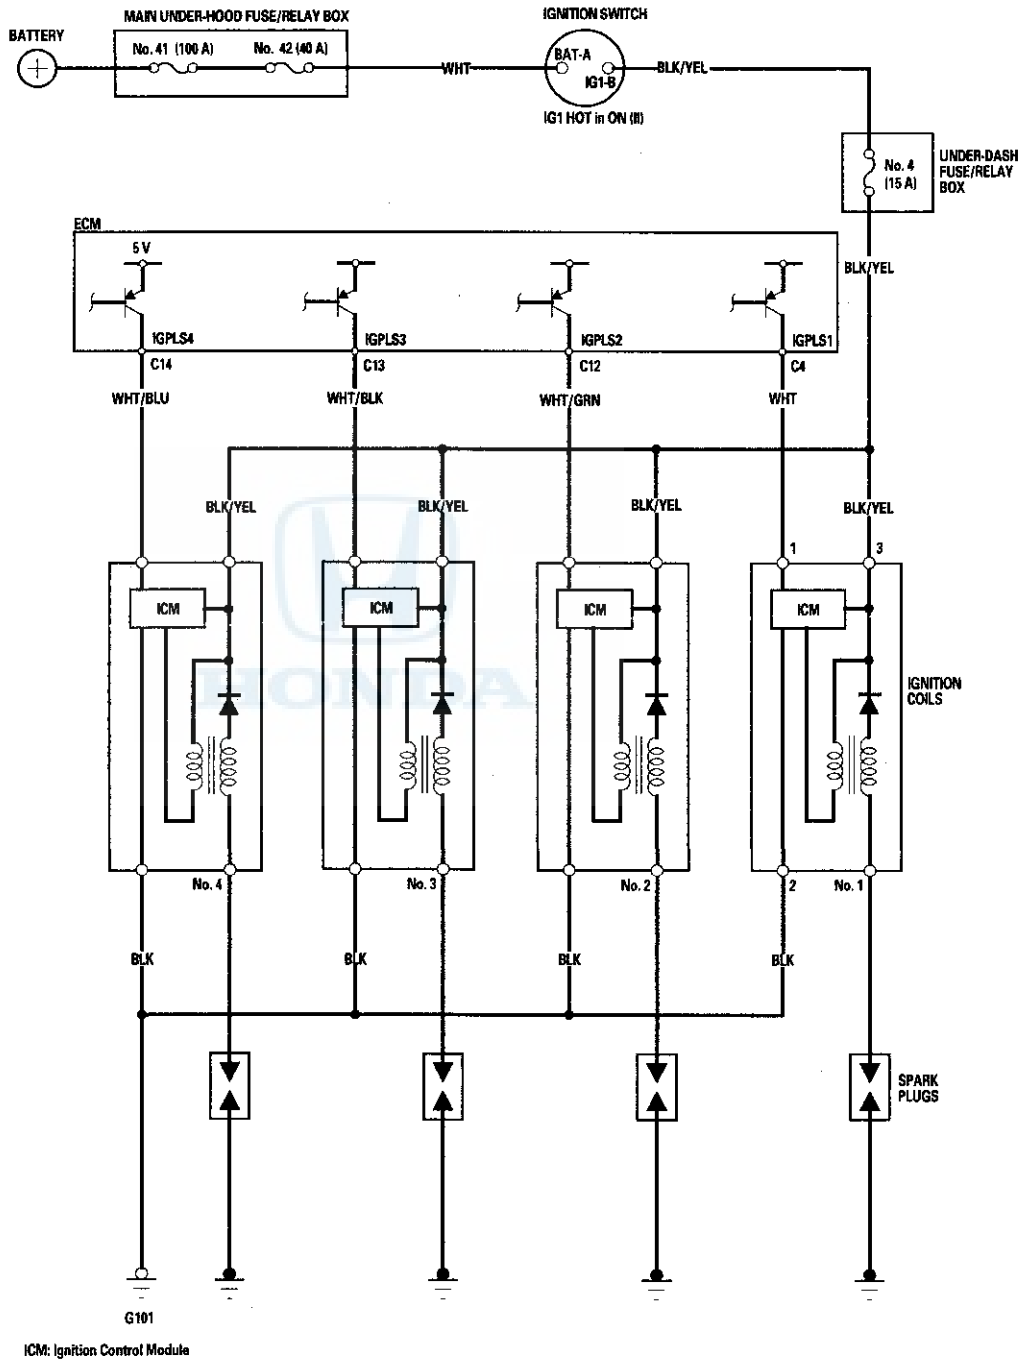 MAIN UNDER-HOOD FUSE/RELAY BOX
IGNITION SWITCH
BATTERY
No. 41 (100 A)
No. 42 (40 A)
WHT
BAT-A
IG1-B
BLK/YEL
IG1 HOT in ON (II)
No. 4
(15 A)
UNDER-DASH
FUSE/RELAY
BOX
ECM
5 V
BLK/YEL
IGPLS4
IGPLS3
IGPLS2
IGPLS1
C14
C13
C12
C4
WHT/BLU
WHT/BLK
WHT/GRN
WHT
BLK/YEL
BLK/YEL
BLK/YEL
BLK/YEL
1
3
ICM
ICM
ICM
ICM
HONDA
IGNITION
COILS
No. 4
No. 3
No. 2
2
No. 1
BLK
BLK
BLK
BLK
SPARK
PLUGS
G101
ICM: Ignition Control Module